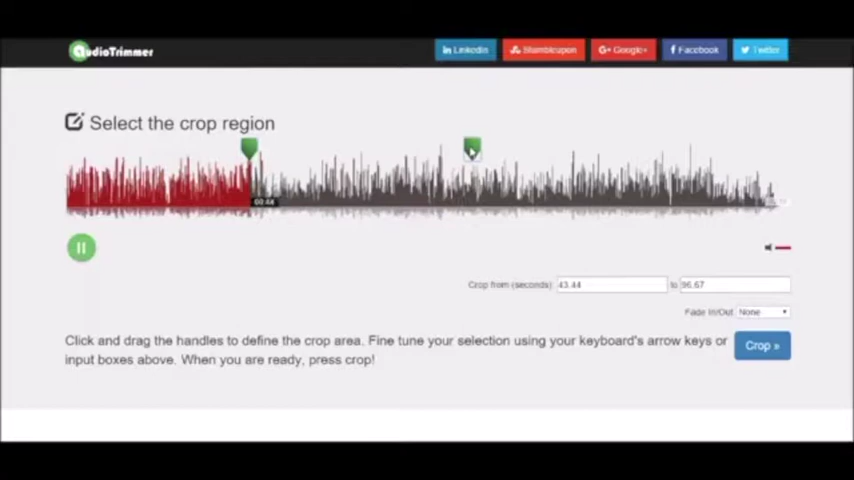 AudioTrimmer
LinkedIn Stumbleupon Google+ Facebook Twitter
Select the crop region
00:44
Crop from (seconds): 43.44 to 96.67
Fade In/Out: None
Click and drag the handles to define the crop area. Fine tune your selection using your keyboard's arrow keys or
input boxes above. When you are ready, press crop!
Crop »